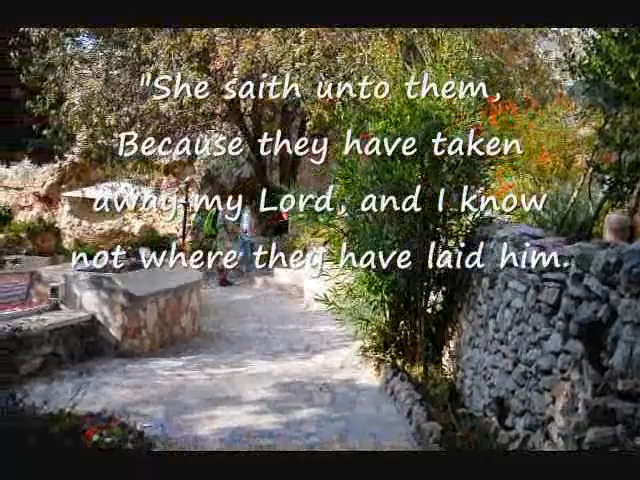 "She saith unto them,
Because they have taken
away my Lord, and I know
not where they have laid him.